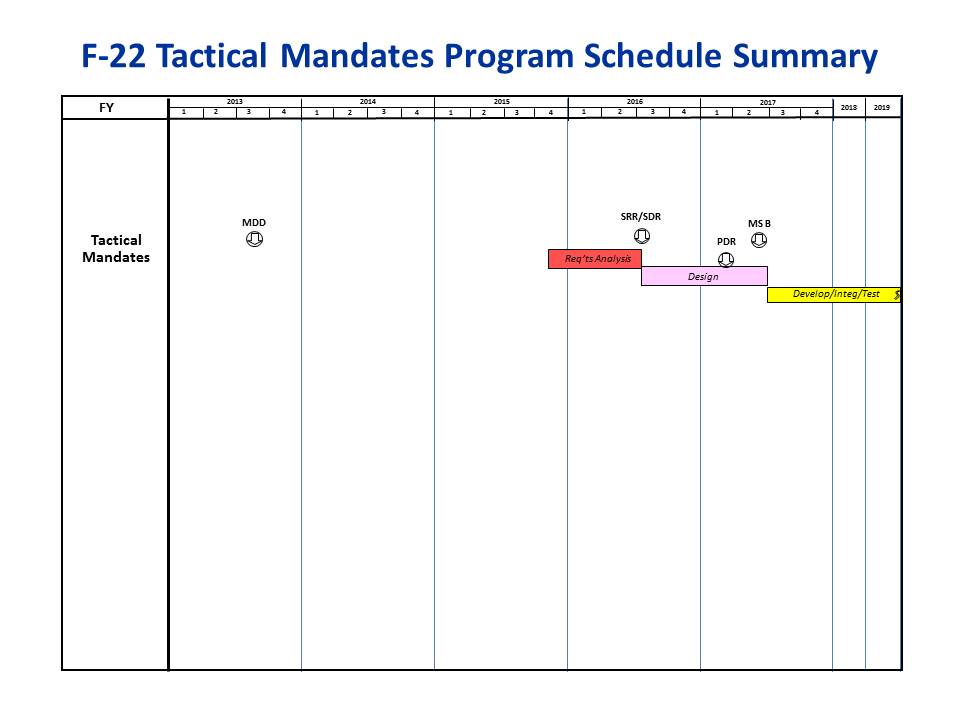 F-22 Tactical Mandates Program Schedule Summary
FY
2013 2014 2015 2016 2017 2018 2019
1 2 3 4 1 2 3 4 1 2 3 4 1 2 3 4 1 2 3 4
MDD
SRR/SDR
MS B
PDR
Tactical
Mandates
Req'ts Analysis
Design
Develop/Integ/Test